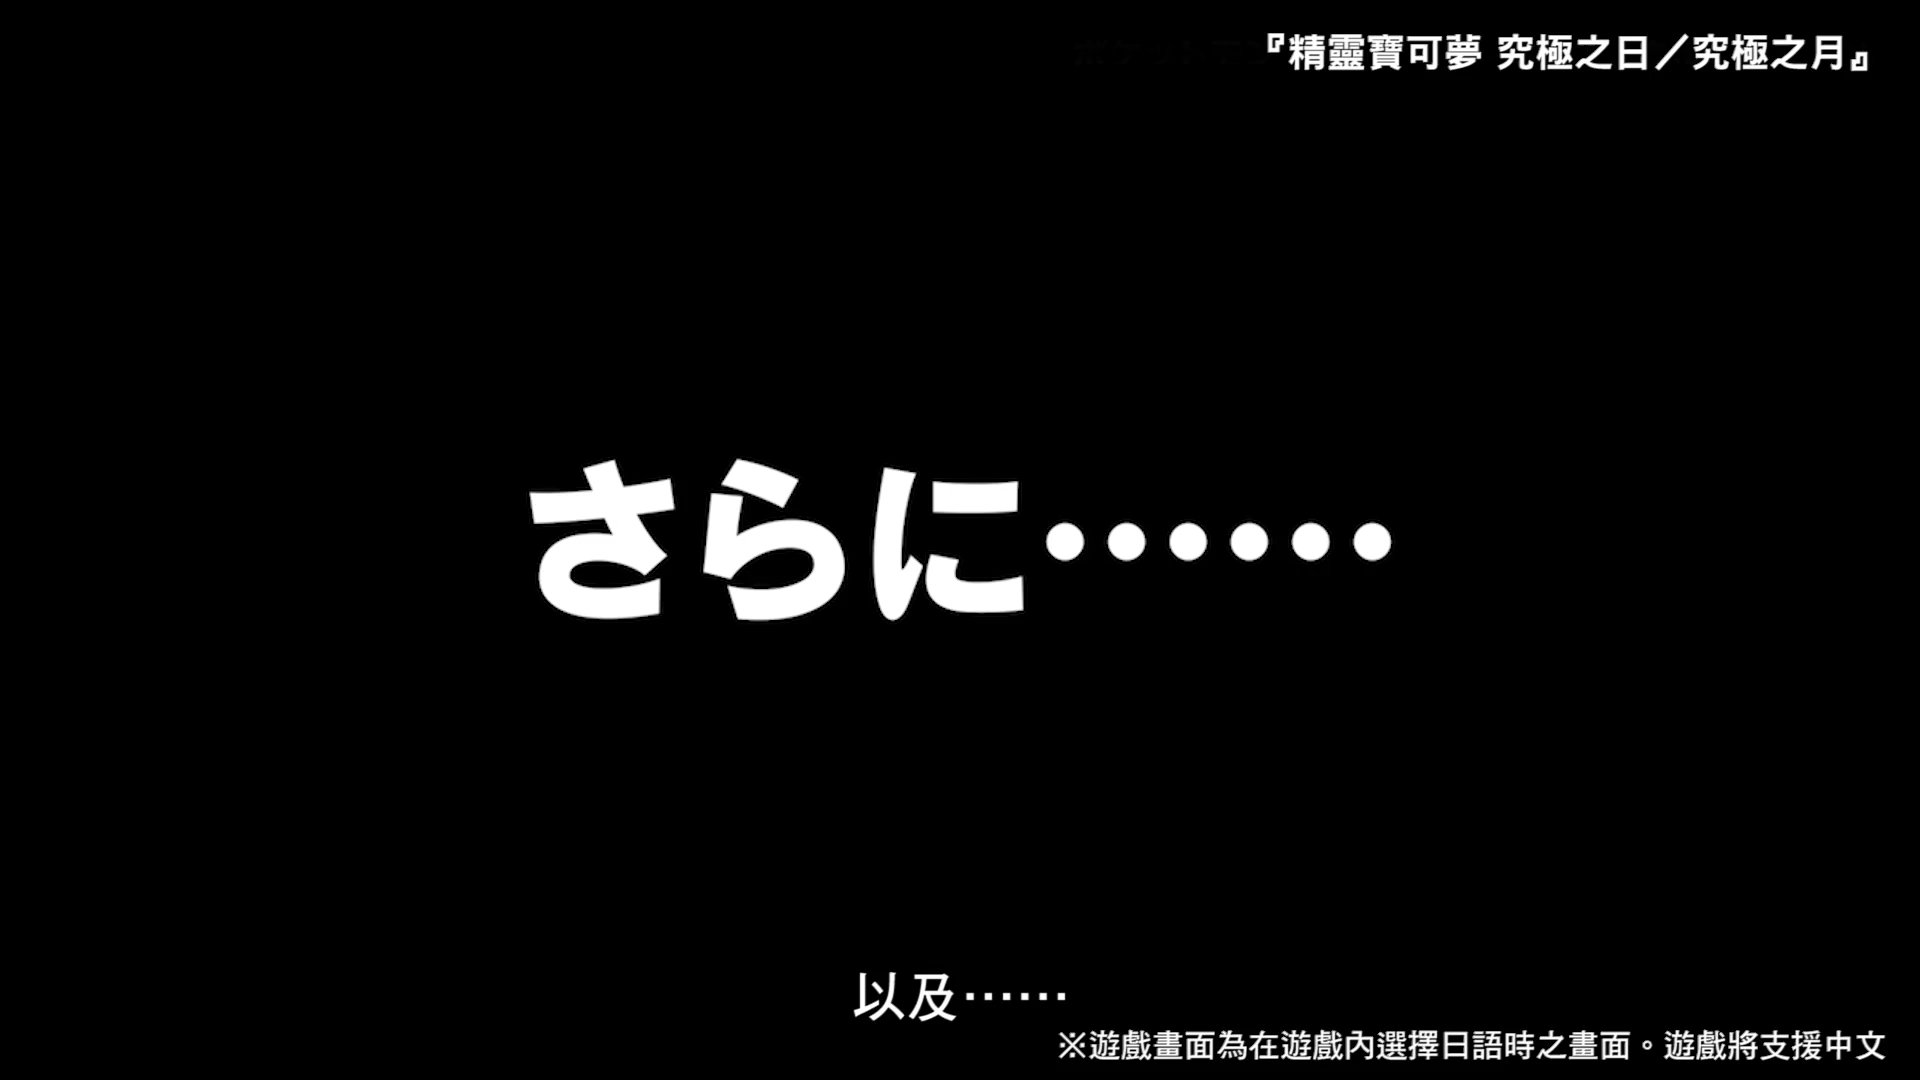 『精靈寶可夢 究極之日／究極之月』
さらに……
以及……
※遊戲畫面為在遊戲內選擇日語時之畫面。遊戲將支援中文